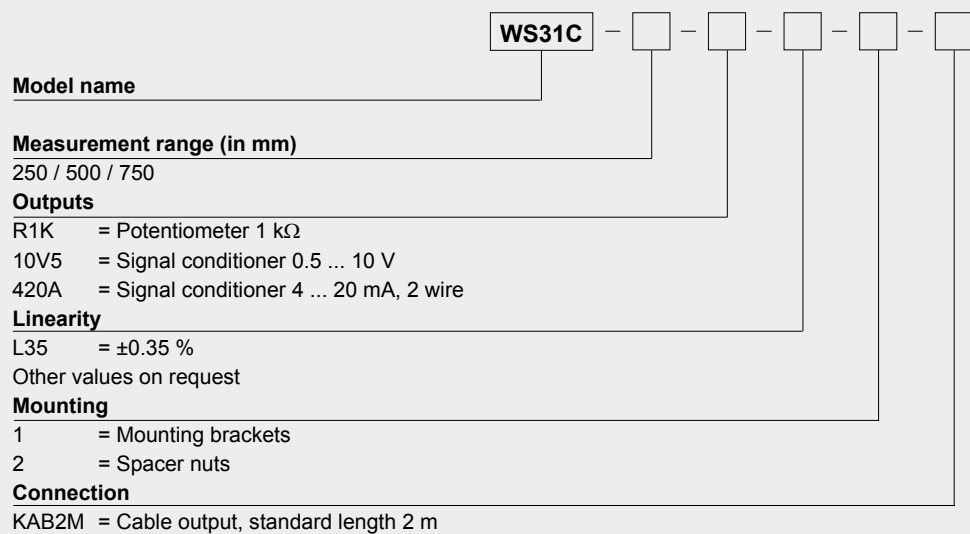 WS31C – – – – –
Model name
Measurement range (in mm)
250 / 500 / 750
Outputs
R1K = Potentiometer 1 kΩ
10V5 = Signal conditioner 0.5 ... 10 V
420A = Signal conditioner 4 ... 20 mA, 2 wire
Linearity
L35 = ±0.35 %
Other values on request
Mounting
1 = Mounting brackets
2 = Spacer nuts
Connection
KAB2M = Cable output, standard length 2 m